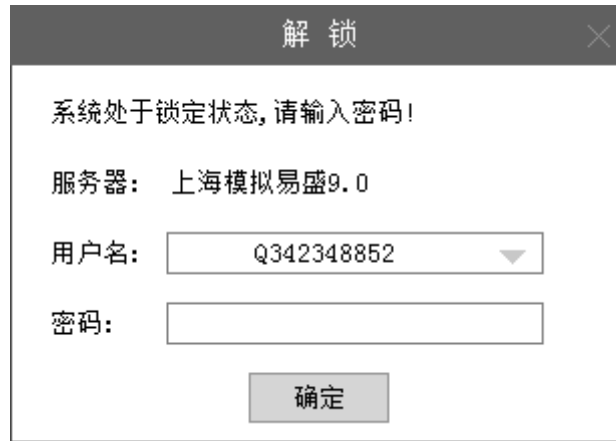 解 锁
系统处于锁定状态,请输入密码!
服务器: 上海模拟易盛9.0
用户名: Q342348852
密码:
确定